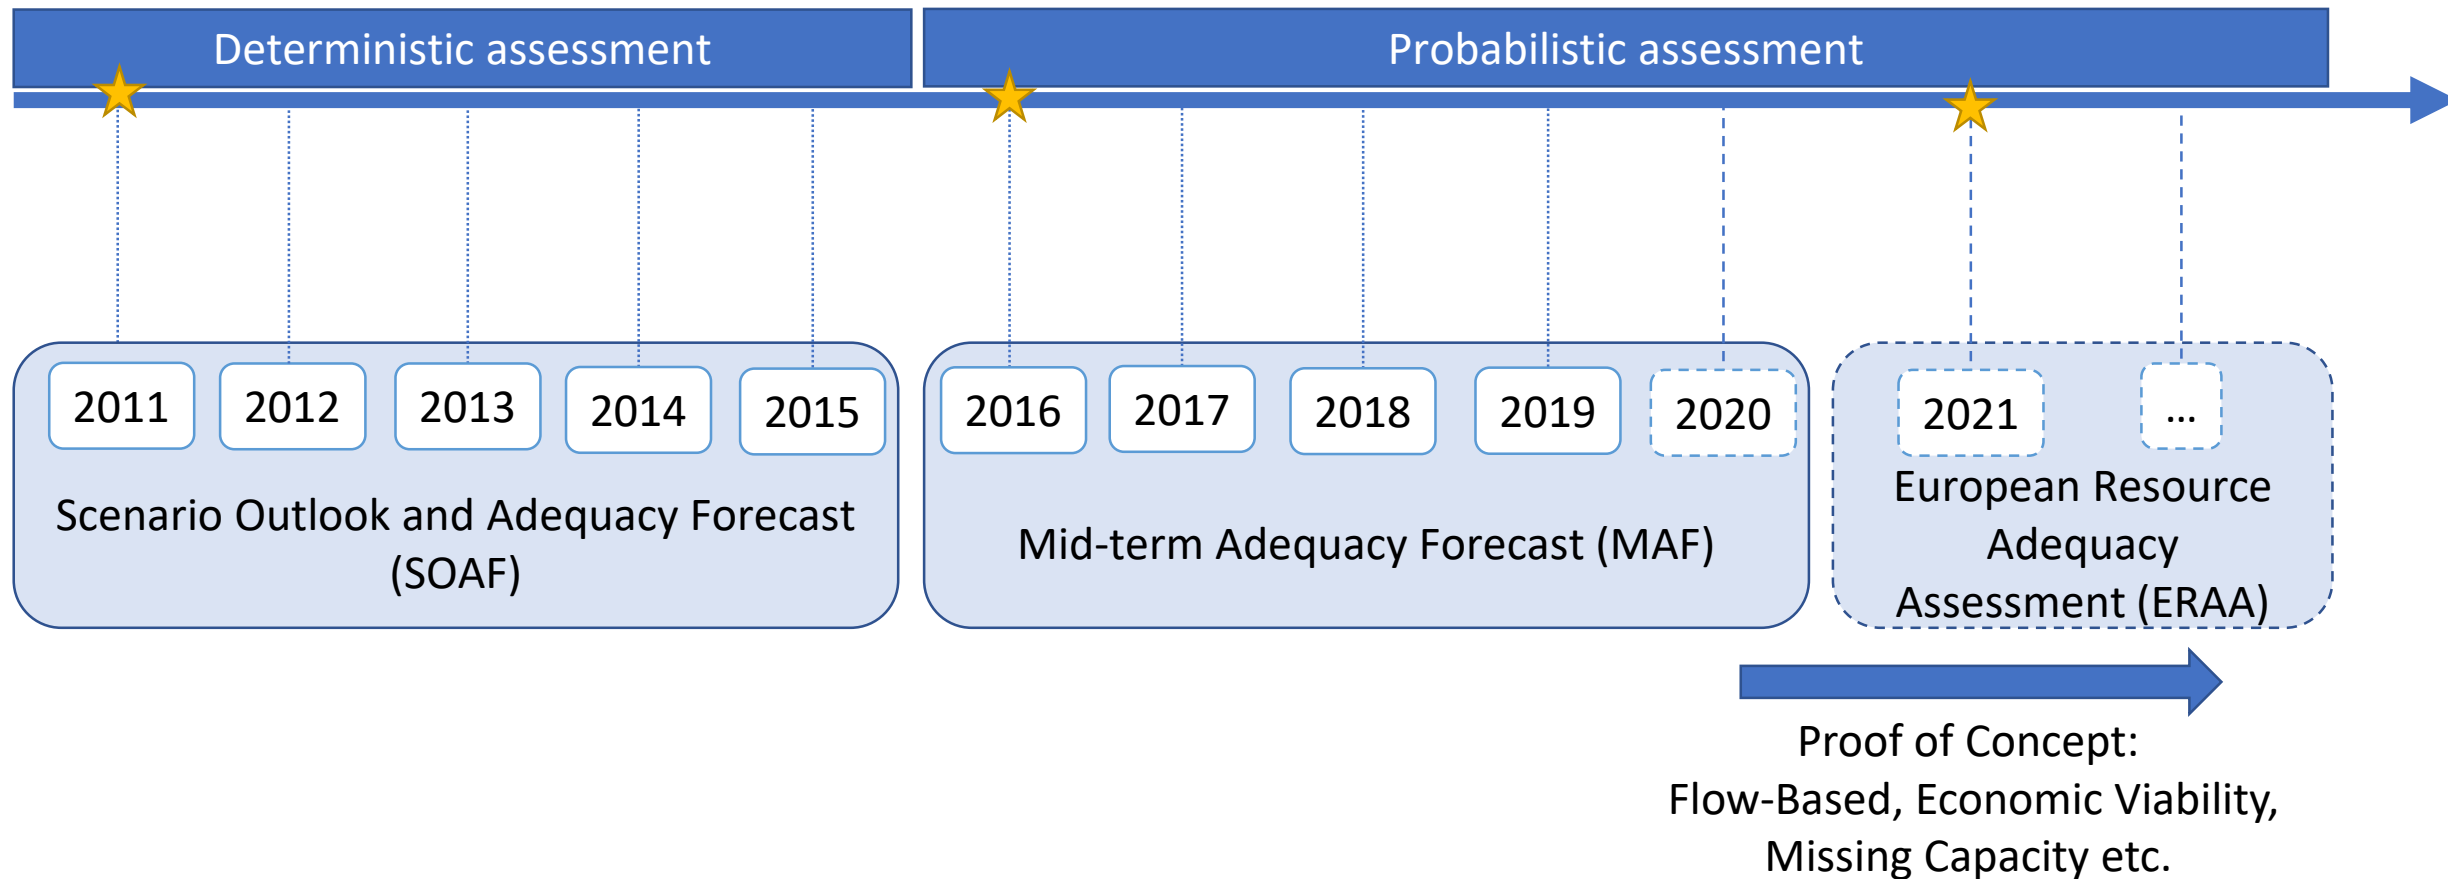 Deterministic assessment
Probabilistic assessment
2011
2012
2013
2014
2015
2016
2017
2018
2019
2020
2021
...
Scenario Outlook and Adequacy Forecast
(SOAF)
Mid-term Adequacy Forecast (MAF)
European Resource
Adequacy
Assessment (ERAA)
Proof of Concept:
Flow-Based, Economic Viability,
Missing Capacity etc.